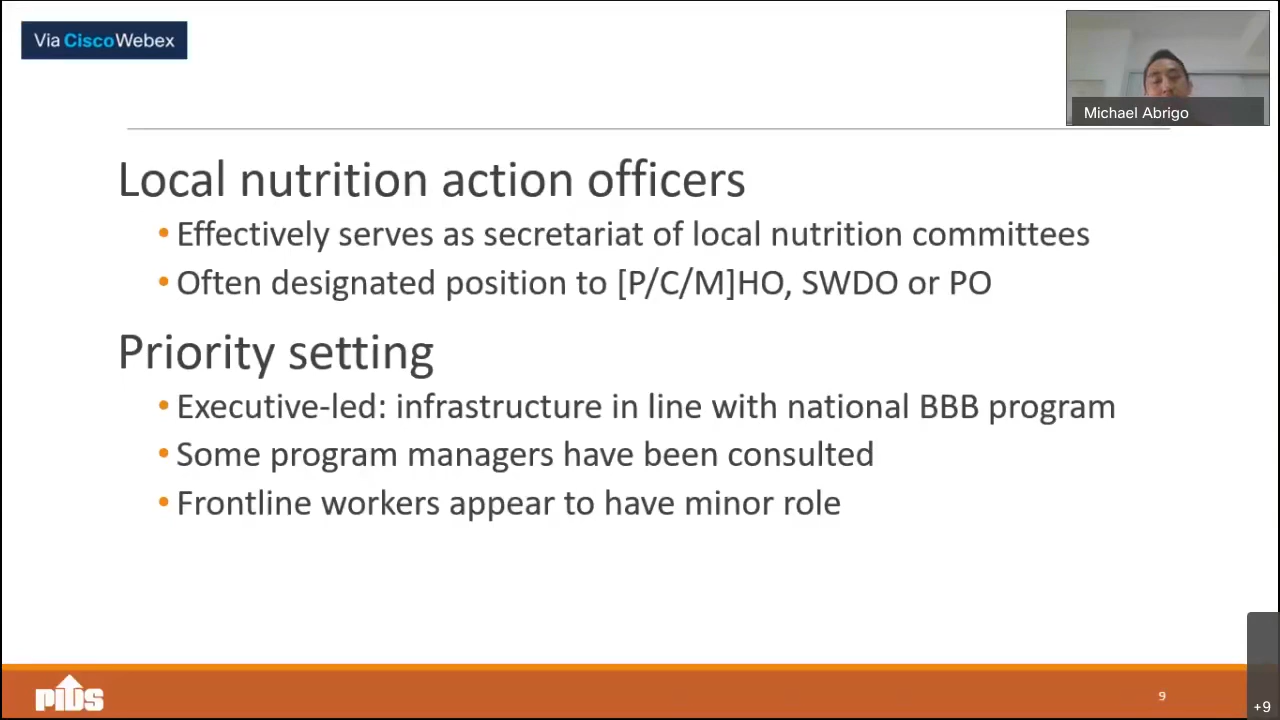 Via CiscoWebex
Michael Abrigo
Local nutrition action officers
• Effectively serves as secretariat of local nutrition committees
• Often designated position to [P/C/M]HO, SWDO or PO
Priority setting
• Executive-led: infrastructure in line with national BBB program
• Some program managers have been consulted
• Frontline workers appear to have minor role
pids
9
+9